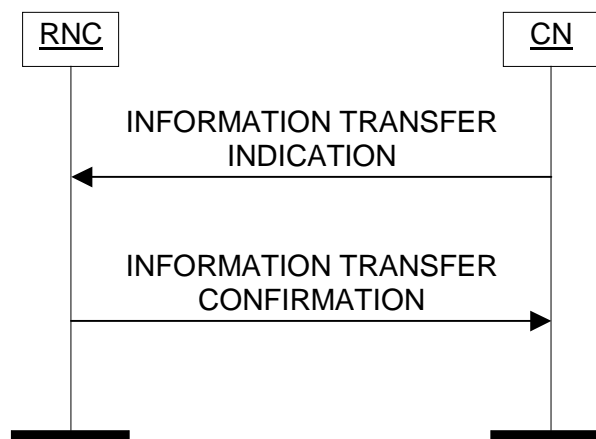 RNC
CN
INFORMATION TRANSFER
INDICATION
INFORMATION TRANSFER
CONFIRMATION